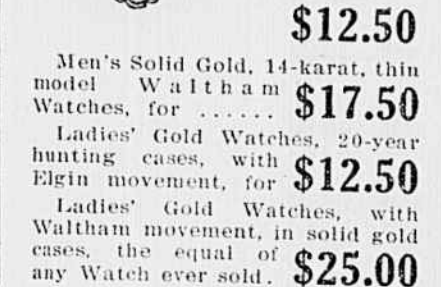 $12.50
Men's Solid Gold, 14-karat, thin
model Waltham
Watches, for ...... $17.50
Ladies' Gold Watches, 20-year
hunting cases, with
Elgin movement, for $12.50
Ladies' Gold Watches, with
Waltham movement, in solid gold
cases, the equal of
any Watch ever sold. $25.00